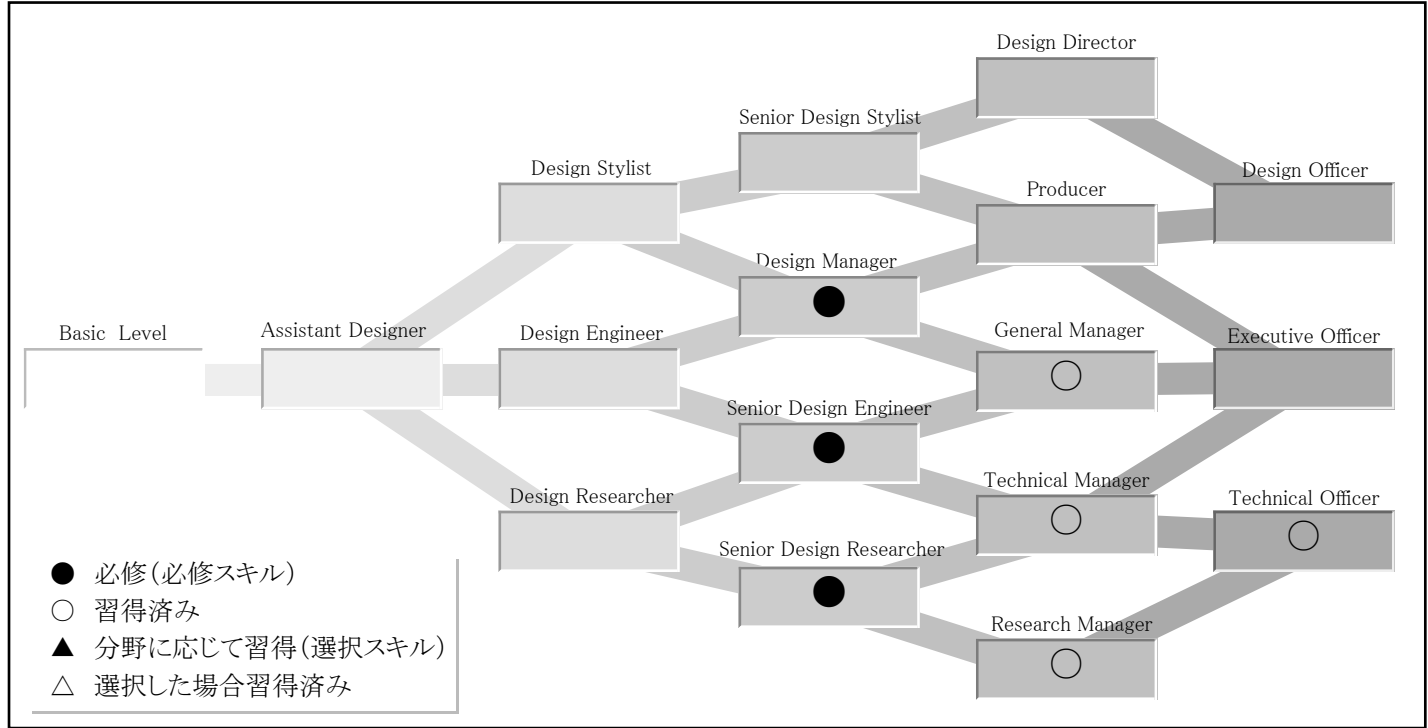 Design Director
Senior Design Stylist
Design Stylist
Design Officer
Producer
Design Manager
●
Basic Level
Assistant Designer
Design Engineer
General Manager
○
Executive Officer
Senior Design Engineer
●
Technical Manager
○
Design Researcher
Technical Officer
○
Senior Design Researcher
●
Research Manager
○
● 必修(必修スキル)
○ 習得済み
▲ 分野に応じて習得(選択スキル)
△ 選択した場合習得済み